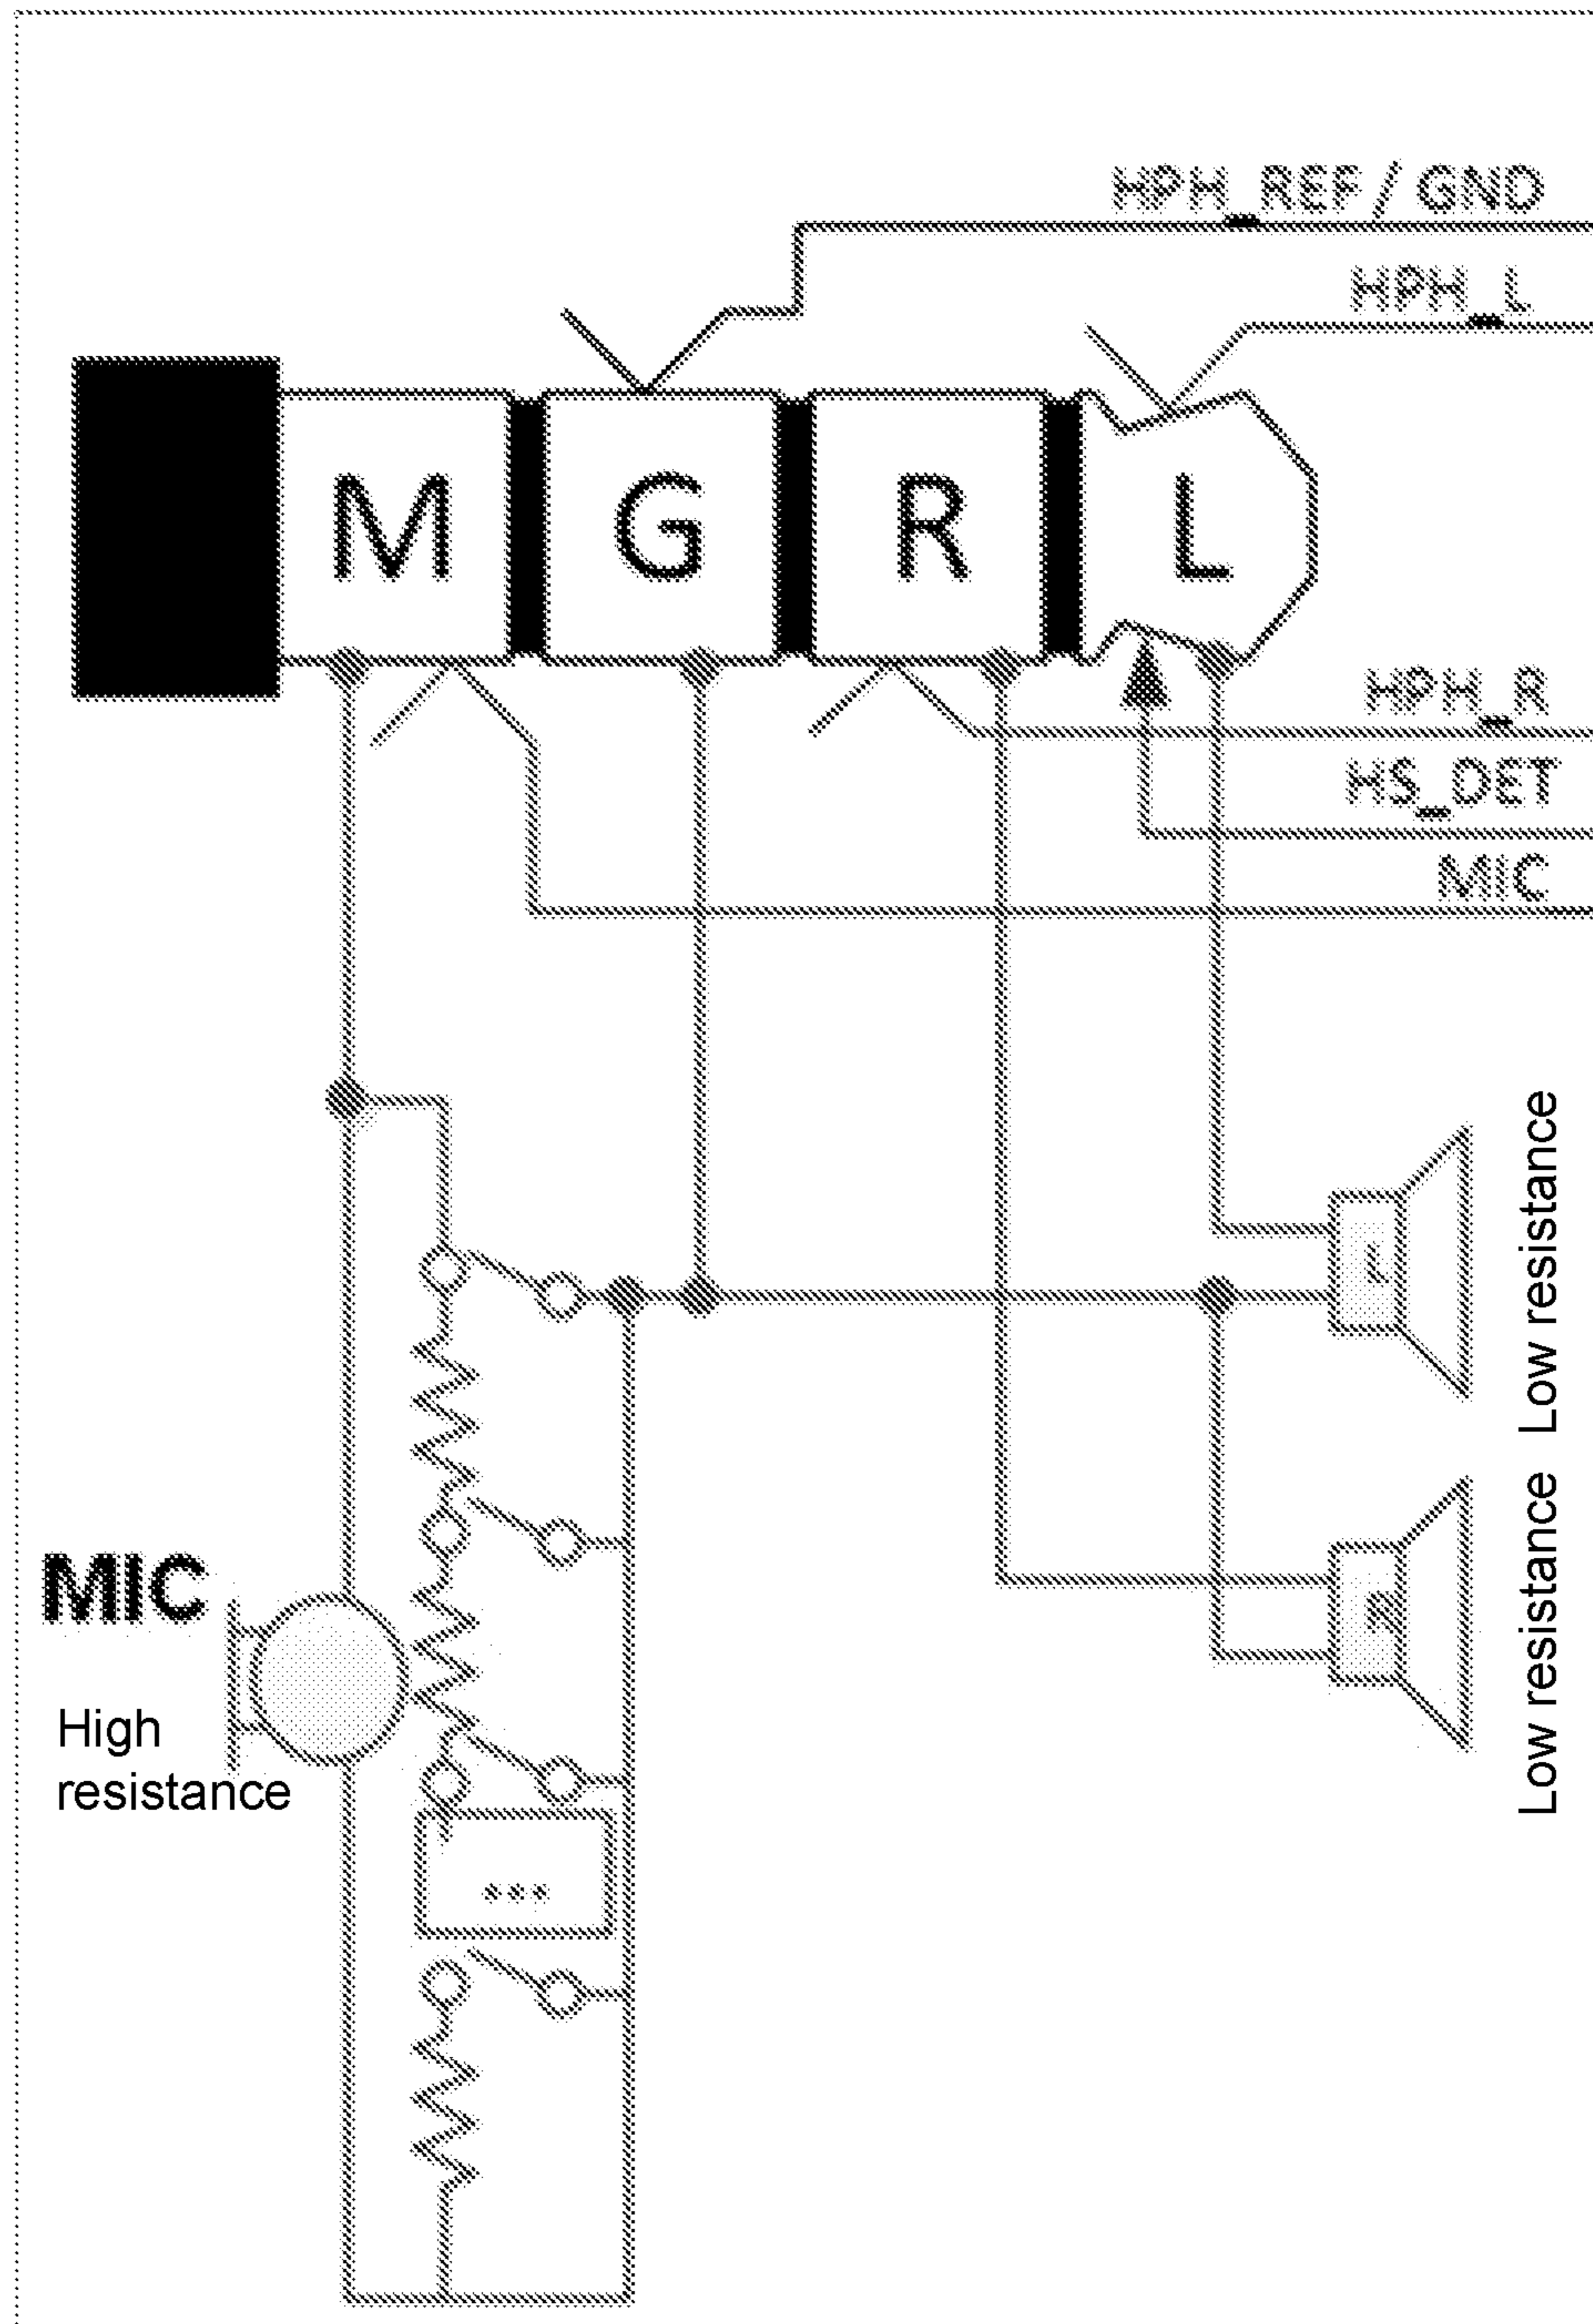 HPH_REF / GND
HPH_L
M G R L
HPH_R
HS_DET
MIC
L
Low resistance
MIC
R
High
resistance
Low resistance
...